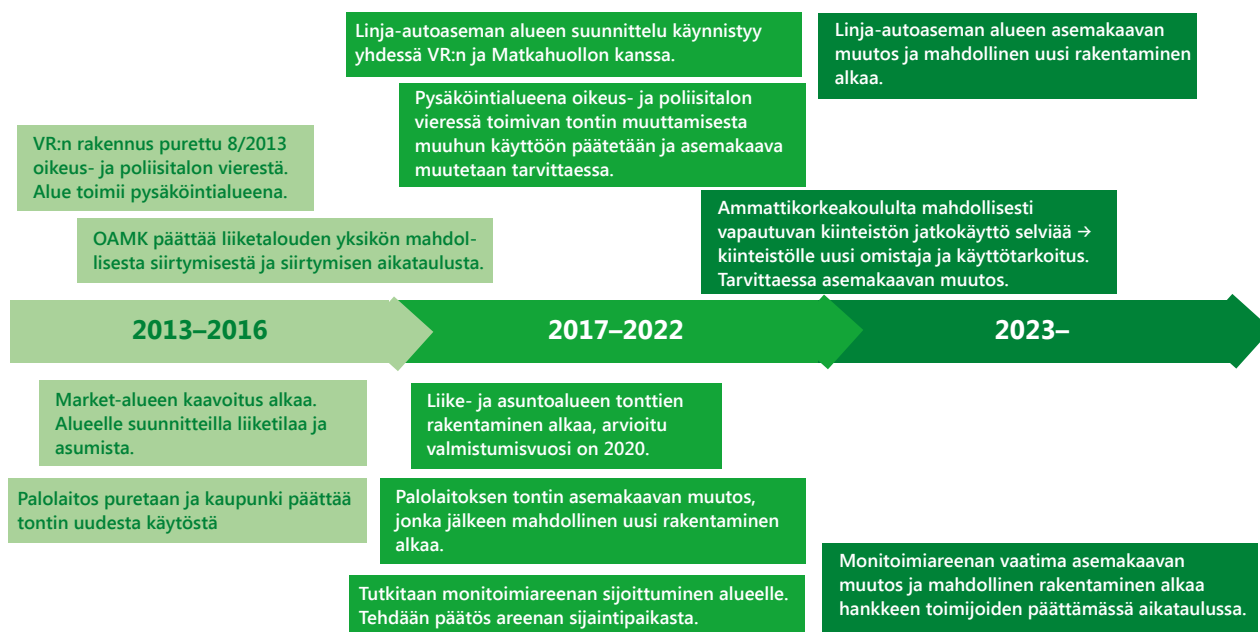 Linja-autoaseman alueen suunnittelu käynnistyy
yhdessä VR:n ja Matkahuollon kanssa.
Linja-autoaseman alueen asemakaavan
muutos ja mahdollinen uusi rakentaminen
alkaa.
Pysäköintialueena oikeus- ja poliisitalon
vieressä toimivan tontin muuttamisesta
muuhun käyttöön päätetään ja asemakaava
muutetaan tarvittaessa.
VR:n rakennus purettu 8/2013
oikeus- ja poliisitalon vierestä.
Alue toimii pysäköintialueena.
Ammattikorkeakoululta mahdollisesti
vapautuvan kiinteistön jatkokäyttö selviää →
kiinteistölle uusi omistaja ja käyttötarkoitus.
Tarvittaessa asemakaavan muutos.
OAMK päättää liiketalouden yksikön mahdol-
lisesta siirtymisestä ja siirtymisen aikataulusta.
2013–2016
2017–2022
2023–
Market-alueen kaavoitus alkaa.
Alueelle suunnitteilla liiketilaa ja
asumista.
Liike- ja asuntoalueen tonttien
rakentaminen alkaa, arvioitu
valmistumisvuosi on 2020.
Palolaitos puretaan ja kaupunki päättää
tontin uudesta käytöstä
Palolaitoksen tontin asemakaavan muutos,
jonka jälkeen mahdollinen uusi rakentaminen
alkaa.
Monitoimiareenan vaatima asemakaavan
muutos ja mahdollinen rakentaminen alkaa
hankkeen toimijoiden päättämässä aikataulussa.
Tutkitaan monitoimiareenan sijoittuminen alueelle.
Tehdään päätös areenan sijaintipaikasta.